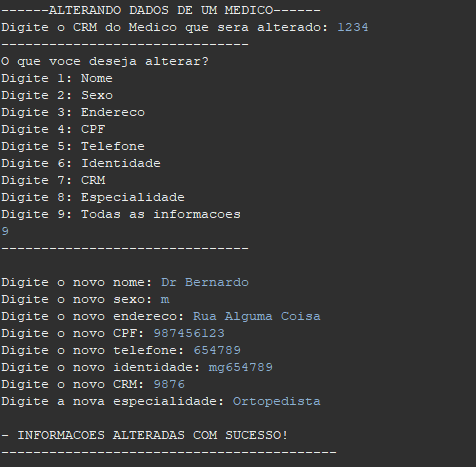 ------ALTERANDO DADOS DE UM MEDICO------
Digite o CRM do Medico que sera alterado: 1234
-------------------------------
O que voce deseja alterar?
Digite 1: Nome
Digite 2: Sexo
Digite 3: Endereco
Digite 4: CPF
Digite 5: Telefone
Digite 6: Identidade
Digite 7: CRM
Digite 8: Especialidade
Digite 9: Todas as informacoes
9
-------------------------------
Digite o novo nome: Dr Bernardo
Digite o novo sexo: m
Digite o novo endereco: Rua Alguma Coisa
Digite o novo CPF: 987456123
Digite o novo telefone: 654789
Digite o novo identidade: mg654789
Digite o novo CRM: 9876
Digite a nova especialidade: Ortopedista
- INFORMACOES ALTERADAS COM SUCESSO!
------------------------------------------